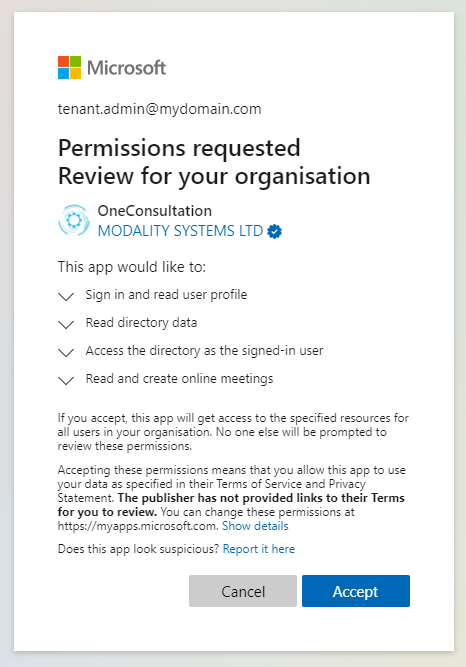 Microsoft
tenant.admin@mydomain.com
Permissions requested
Review for your organisation
OneConsultation
MODALITY SYSTEMS LTD
This app would like to:
Sign in and read user profile
Read directory data
Access the directory as the signed-in user
Read and create online meetings
If you accept, this app will get access to the specified resources for
all users in your organisation. No one else will be prompted to
review these permissions.
Accepting these permissions means that you allow this app to use
your data as specified in their Terms of Service and Privacy
Statement. The publisher has not provided links to their Terms
for you to review. You can change these permissions at
https://myapps.microsoft.com. Show details
Does this app look suspicious? Report it here
Cancel
Accept